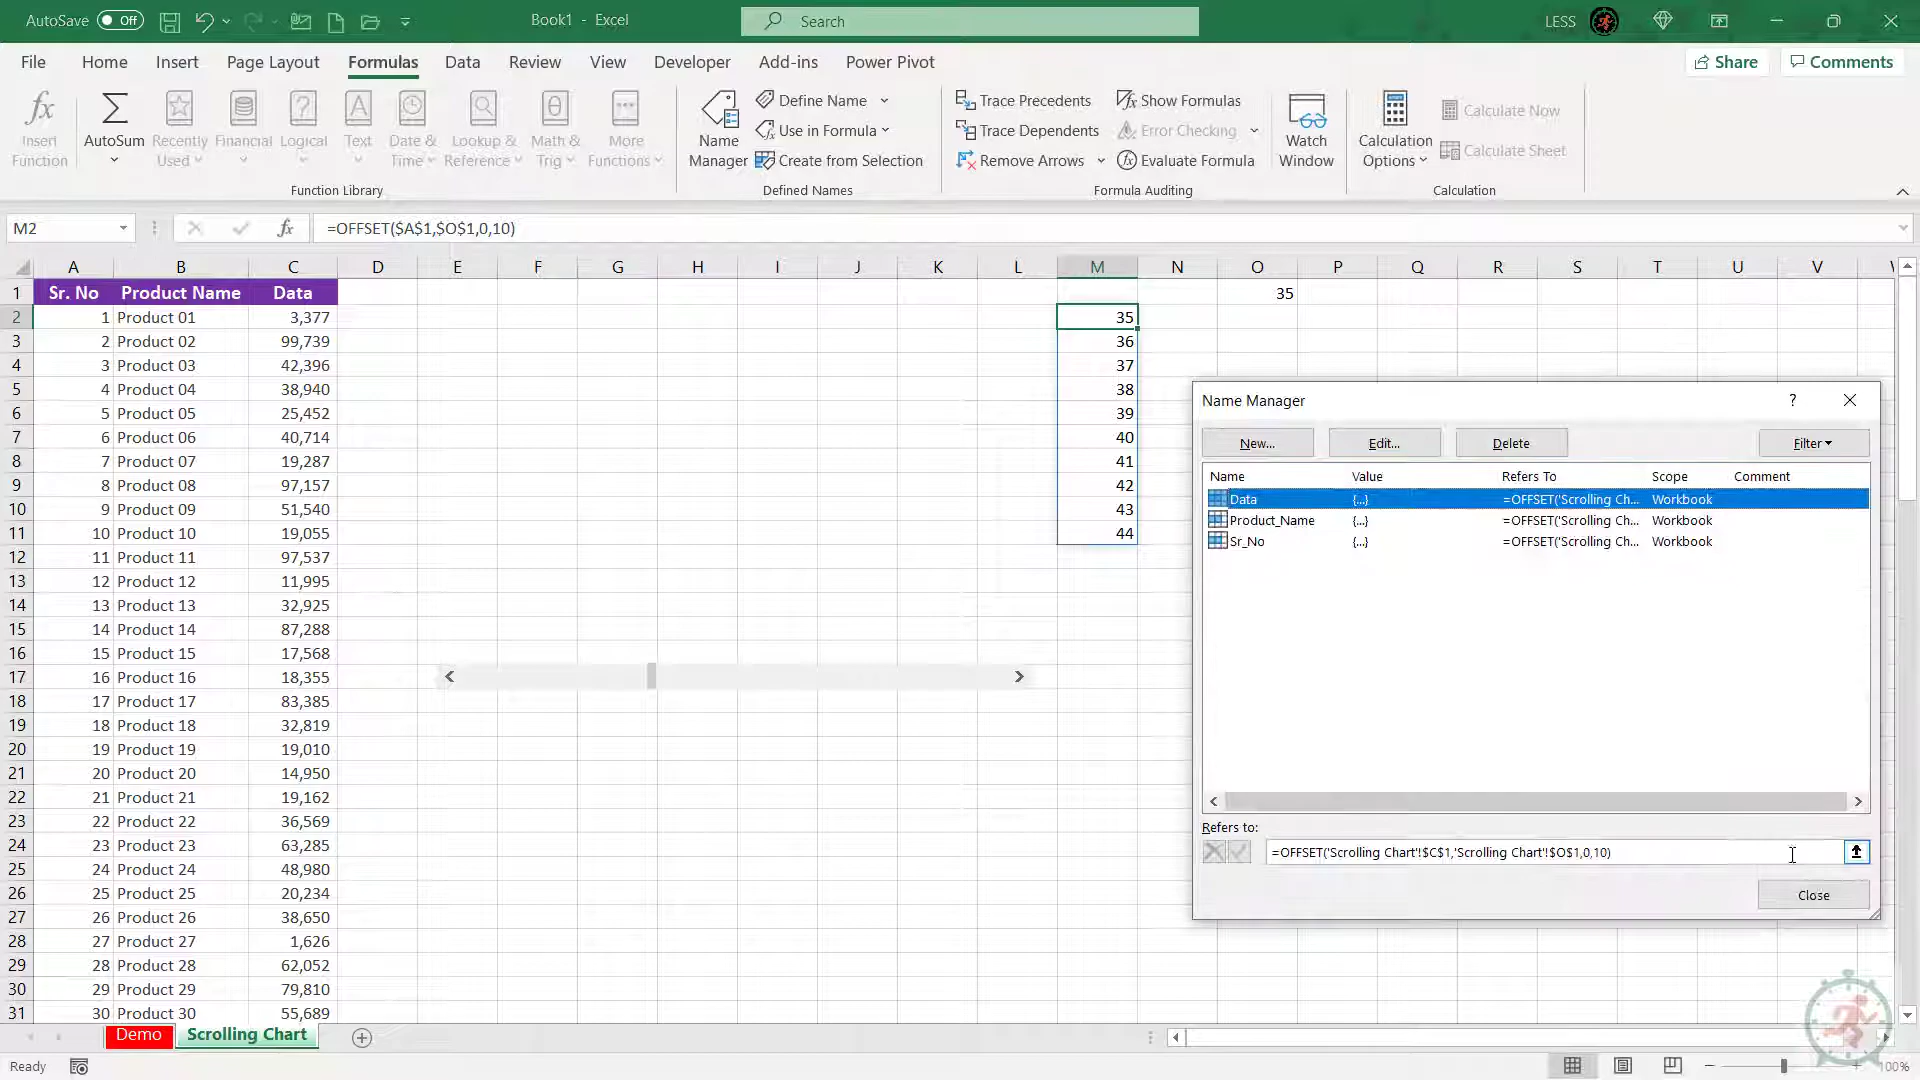 AutoSave Off
Book1 - Excel
Search
LESS
File Home Insert Page Layout Formulas Data Review View Developer Add-ins Power Pivot
Share Comments
Insert Function
AutoSum
Recently Used
Financial
Logical
Text
Date & Time
Lookup & Reference
Math & Trig
More Functions
Function Library
Name Manager
Define Name
Use in Formula
Create from Selection
Defined Names
Trace Precedents
Trace Dependents
Remove Arrows
Show Formulas
Error Checking
Evaluate Formula
Formula Auditing
Watch Window
Calculation Options
Calculate Now
Calculate Sheet
Calculation
M2 fx =OFFSET($A$1,$O$1,0,10)
A B C D E F G H I J K L M N O P Q R S T U V
1 Sr. No Product Name Data 35
2 1 Product 01 3,377 35
3 2 Product 02 99,739 36
4 3 Product 03 42,396 37
5 4 Product 04 38,940 38
6 5 Product 05 25,452 39
7 6 Product 06 40,714 40
8 7 Product 07 19,287 41
9 8 Product 08 97,157 42
10 9 Product 09 51,540 43
11 10 Product 10 19,055 44
12 11 Product 11 97,537
13 12 Product 12 11,995
14 13 Product 13 32,925
15 14 Product 14 87,288
16 15 Product 15 17,568
17 16 Product 16 18,355
18 17 Product 17 83,385
19 18 Product 18 32,819
20 19 Product 19 19,010
21 20 Product 20 14,950
22 21 Product 21 19,162
23 22 Product 22 36,569
24 23 Product 23 63,285
25 24 Product 24 48,980
26 25 Product 25 20,234
27 26 Product 26 38,650
28 27 Product 27 1,626
29 28 Product 28 62,052
30 29 Product 29 79,810
31 30 Product 30 55,689
Name Manager ?
New... Edit... Delete Filter
Name Value Refers To Scope Comment
Data {...} =OFFSET('Scrolling Ch... Workbook
Product_Name {...} =OFFSET('Scrolling Ch... Workbook
Sr_No {...} =OFFSET('Scrolling Ch... Workbook
Refers to:
=OFFSET('Scrolling Chart'!$C$1,'Scrolling Chart'!$O$1,0,10)
Close
Demo Scrolling Chart
Ready
100%